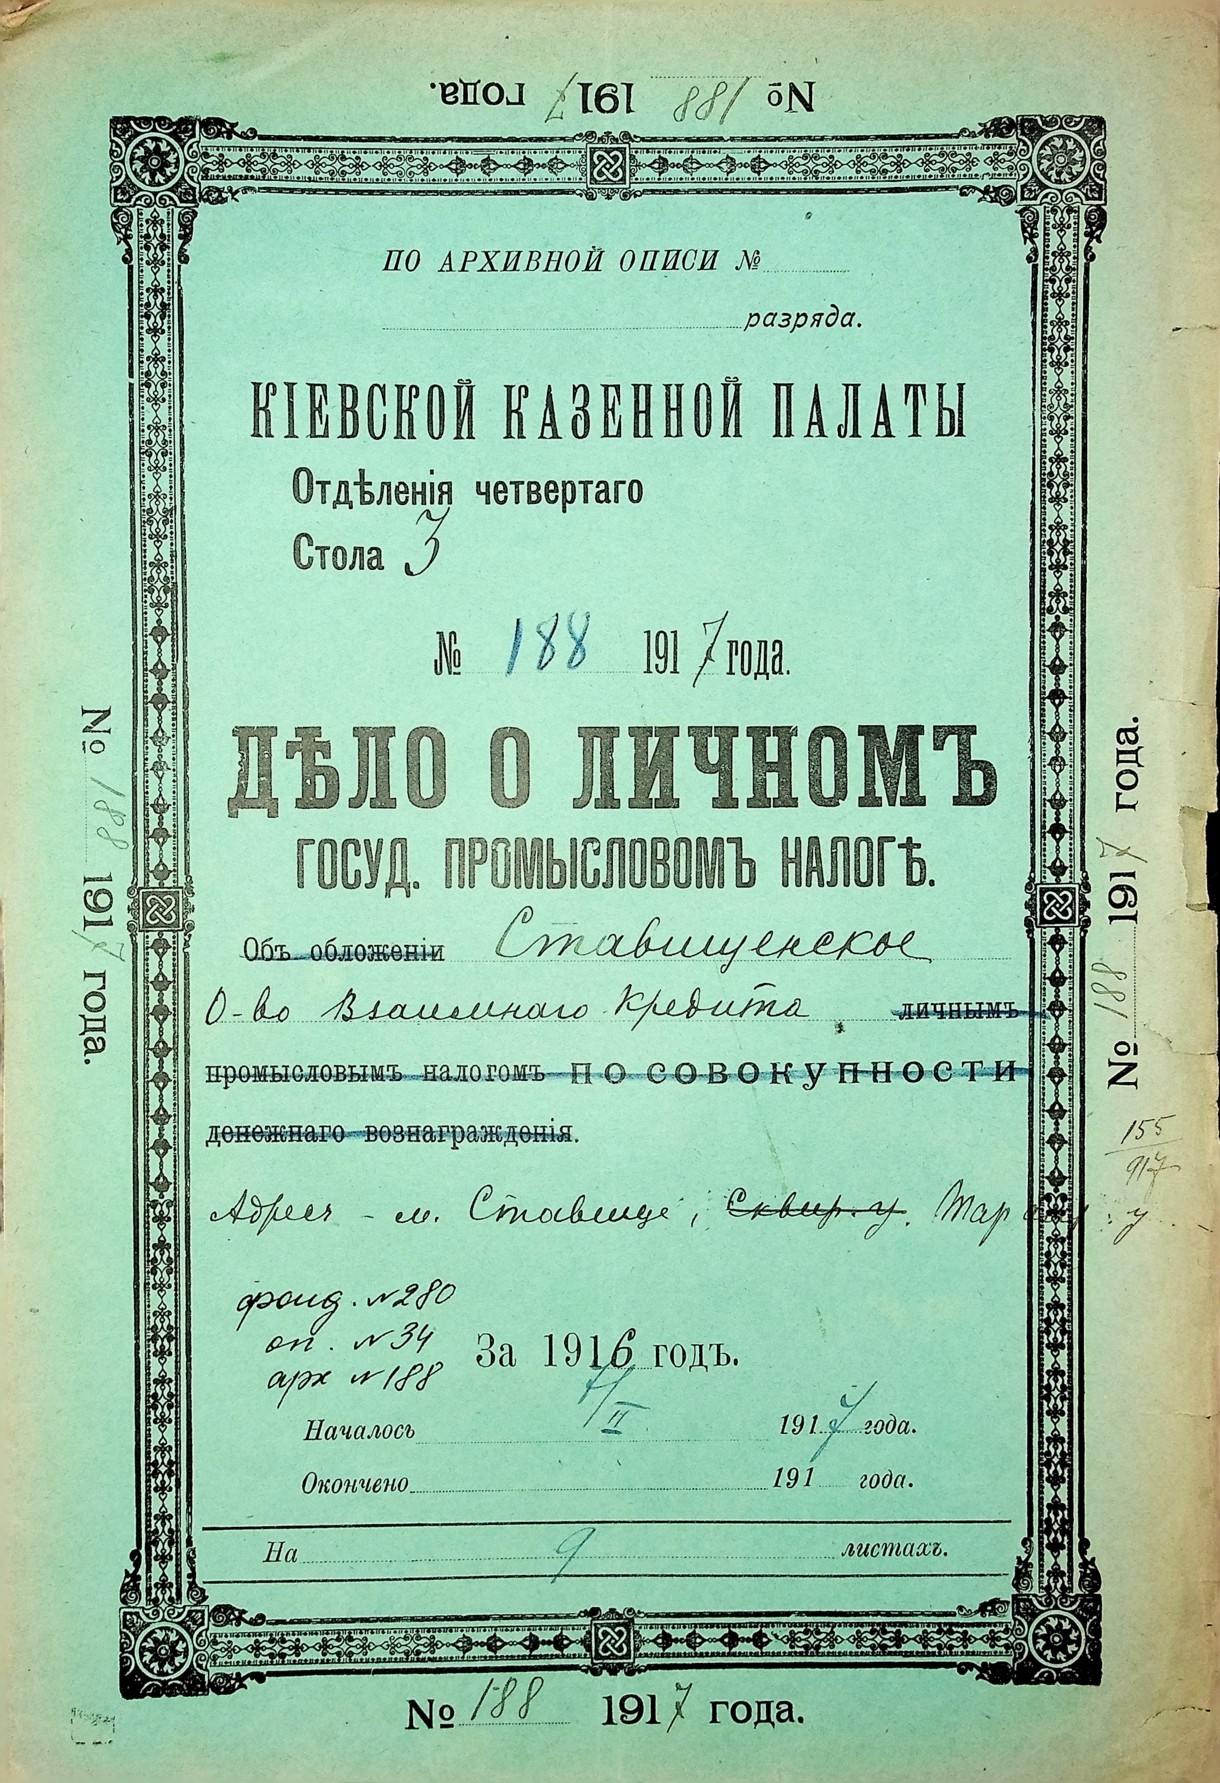 № 188 1917 года.
ПО АРХИВНОЙ ОПИСИ №
разряда.
КІЕВСКОЙ КАЗЕННОЙ ПАЛАТЫ
Отдѣленія четвертаго
Стола 3
№ 188 1917 года.
ДѢЛО О ЛИЧНОМЪ
ГОСУД. ПРОМЫСЛОВОМЪ НАЛОГѢ.
Объ обложеніи Ставищенское
О-во Взаимнаго Кредита личнымъ
промысловымъ налогомъ ПО СОВОКУПНОСТИ
денежнаго вознагражденія.
Адресъ - м. Ставище, Сквир. у.
фонд. №280
оп. №34
арх №188
За 1916 годъ.
Началось 7/II 1917 года.
Окончено 191 года.
На 9 листахъ.
№ 188 1917 года.
№ 188 1917 года.
№ 188 1917 года.
155
917